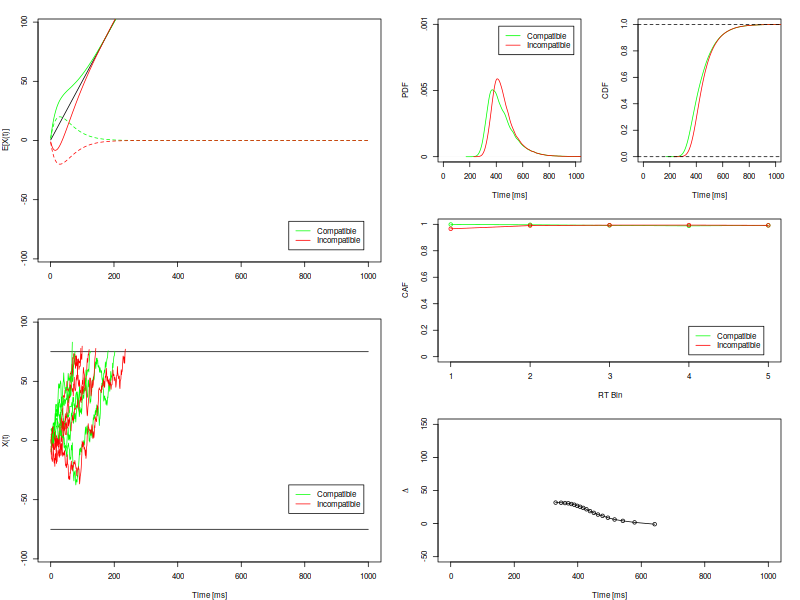 E[X(t)]
100
50
0
-50
-100
Compatible
Incompatible
0 200 400 600 800 1000
X(t)
100
50
0
-50
-100
Compatible
Incompatible
0 200 400 600 800 1000
Time [ms]
PDF
.001
.005
0
Compatible
Incompatible
0 200 400 600 800 1000
Time [ms]
CDF
1.0
0.8
0.6
0.4
0.2
0.0
0 200 400 600 800 1000
Time [ms]
CAF
1
0.8
0.6
0.4
0.2
0
Compatible
Incompatible
1 2 3 4 5
RT Bin
Δ
150
100
50
0
-50
0 200 400 600 800 1000
Time [ms]